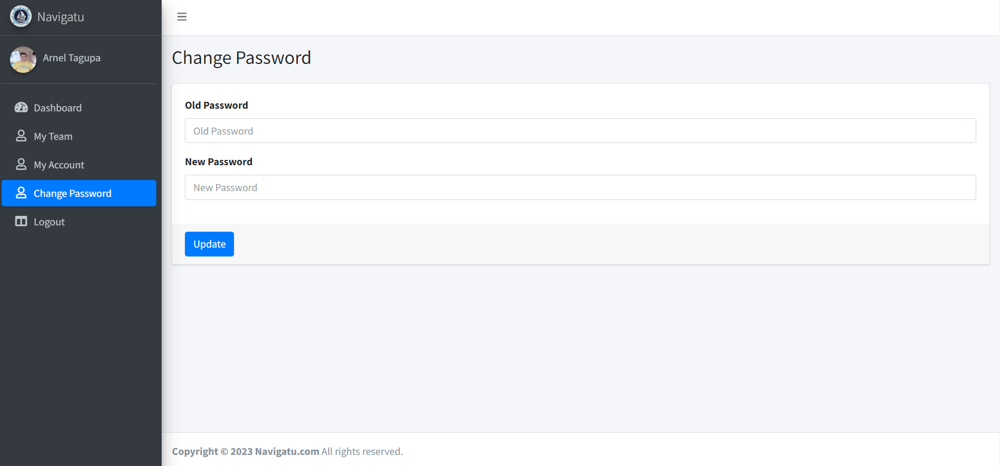 Navigatu
Arnel Tagupa
Dashboard
My Team
My Account
Change Password
Logout
Change Password
Old Password
Old Password
New Password
New Password
Update
Copyright © 2023 Navigatu.com All rights reserved.